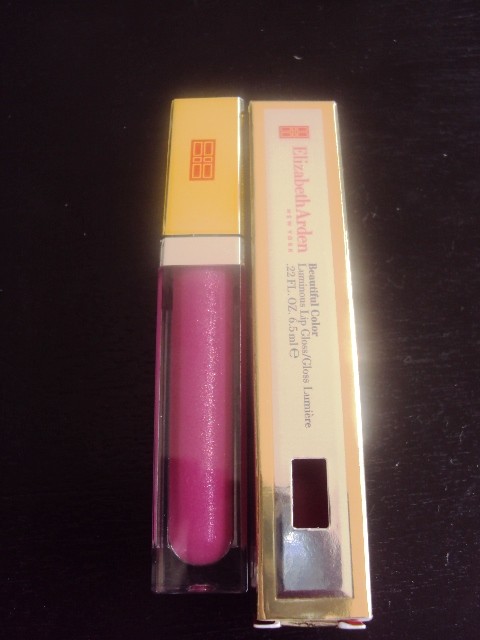 Elizabeth Arden
NEW YORK
Beautiful Color
Luminous Lip Gloss/Gloss Lumière
.22 FL. OZ. 6.5 ml ℮